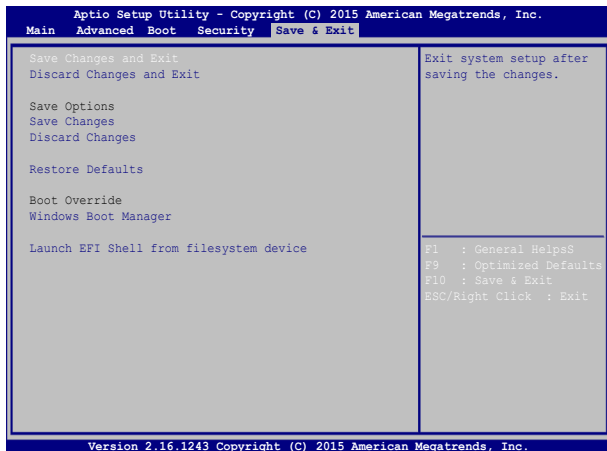 Aptio Setup Utility - Copyright (C) 2015 American Megatrends, Inc.
Main Advanced Boot Security Save & Exit
Save Changes and Exit
Discard Changes and Exit
Save Options
Save Changes
Discard Changes
Restore Defaults
Boot Override
Windows Boot Manager
Launch EFI Shell from filesystem device
Exit system setup after
saving the changes.
F1 : General HelpsS
F9 : Optimized Defaults
F10 : Save & Exit
ESC/Right Click : Exit
Version 2.16.1243 Copyright (C) 2015 American Megatrends, Inc.